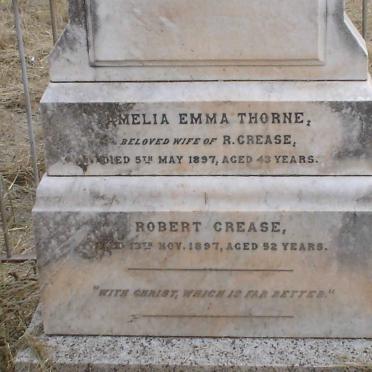 AMELIA EMMA THORNE,
BELOVED WIFE OF R. CREASE,
DIED 5TH MAY 1897, AGED 43 YEARS.
ROBERT CREASE,
DIED 13TH NOV. 1897, AGED 52 YEARS.
"WITH CHRIST, WHICH IS FAR BETTER."